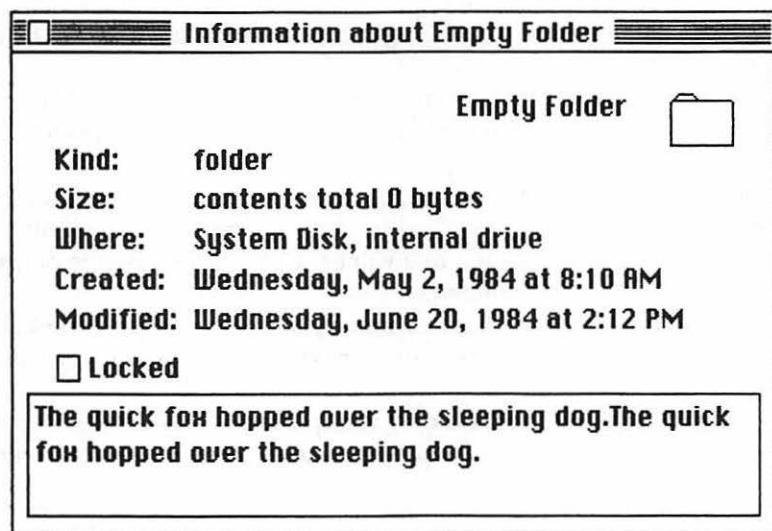 Information about Empty Folder
Empty Folder
Kind: folder
Size: contents total 0 bytes
Where: System Disk, internal drive
Created: Wednesday, May 2, 1984 at 8:10 AM
Modified: Wednesday, June 20, 1984 at 2:12 PM
Locked
The quick fox hopped over the sleeping dog.The quick
fox hopped over the sleeping dog.